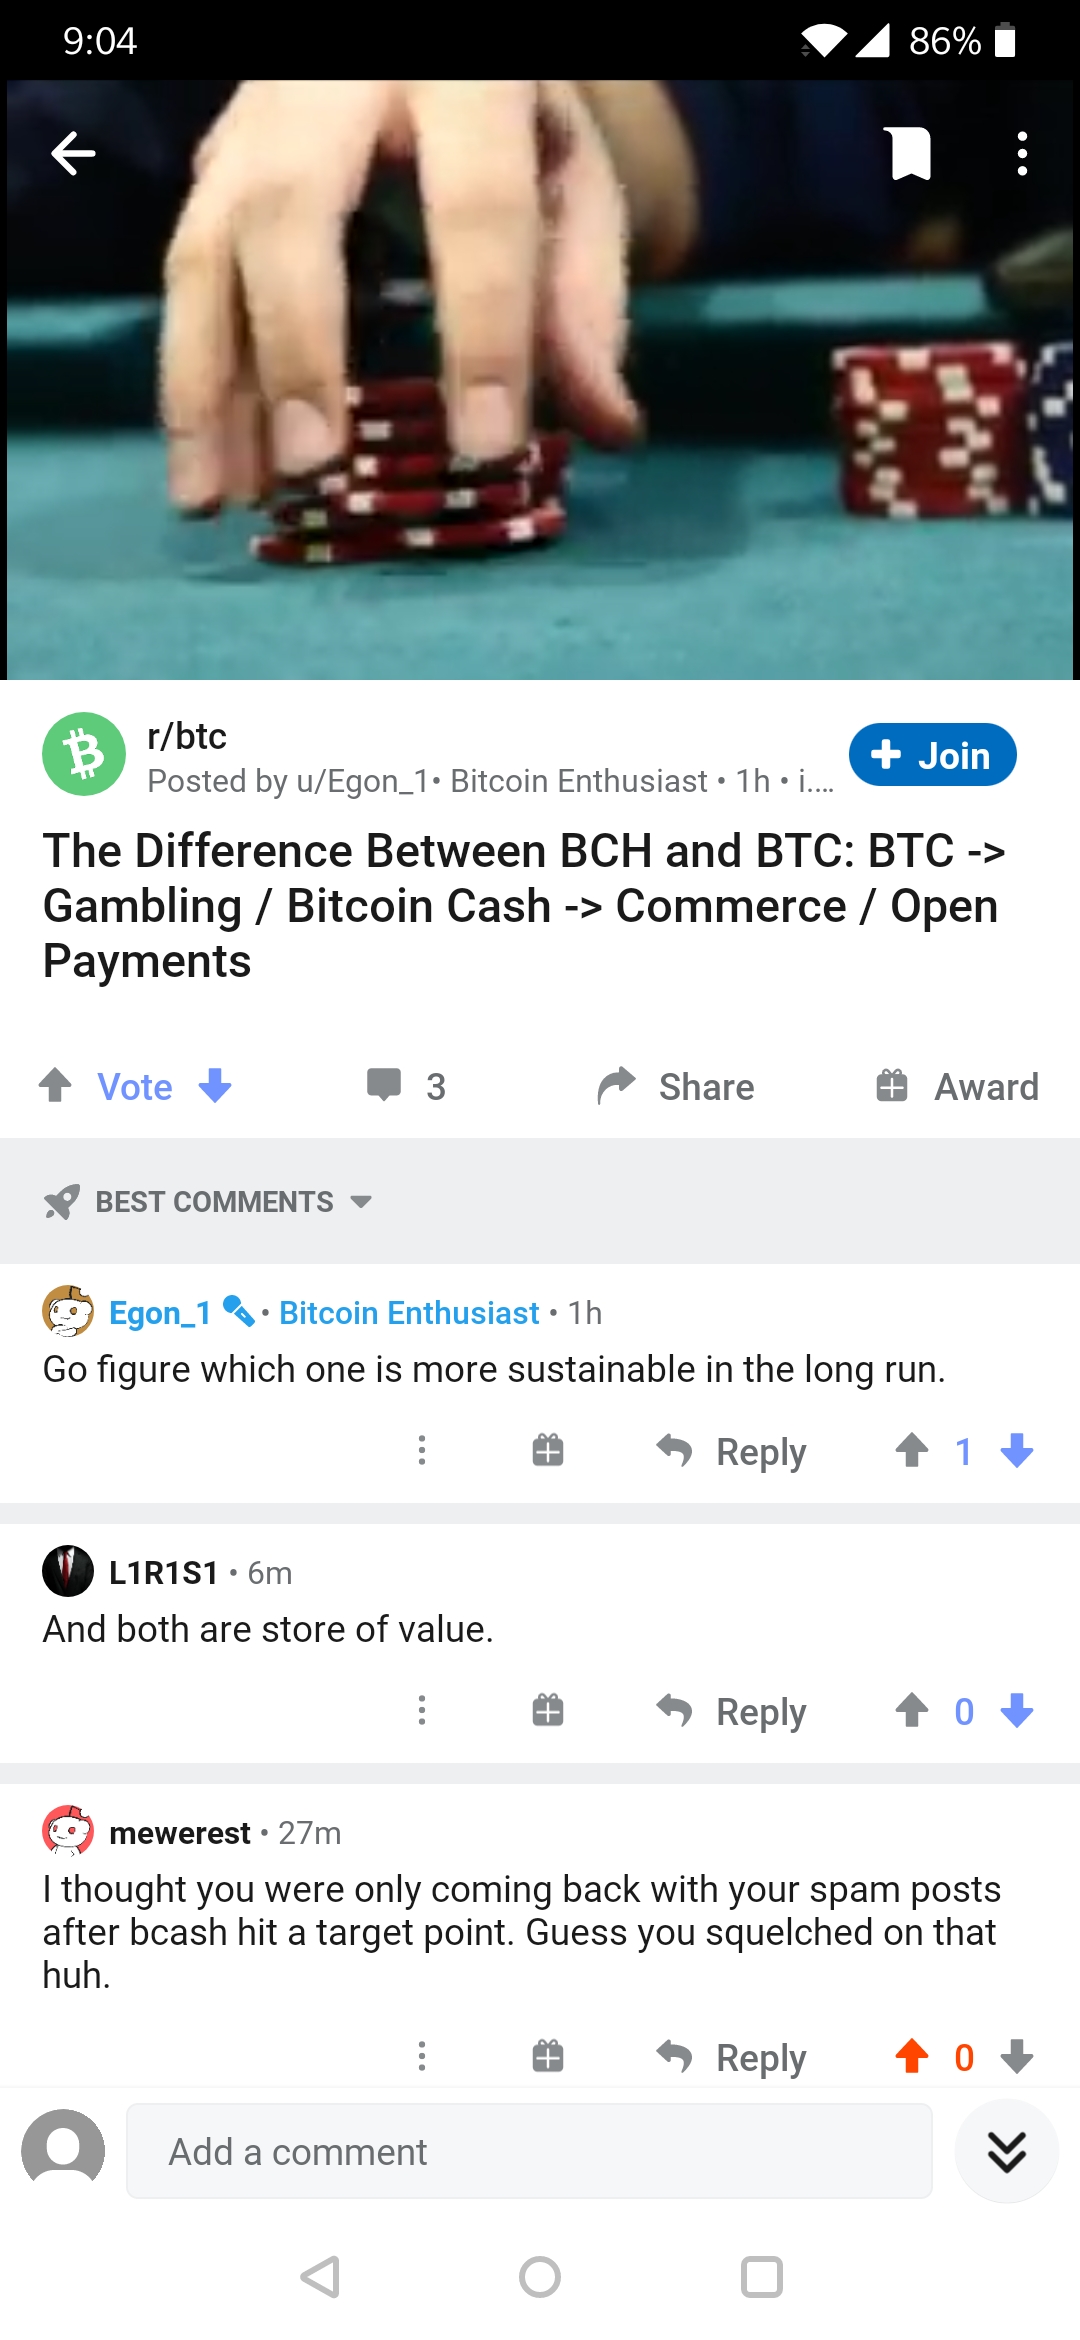 9:04
86%
r/btc
Posted by u/Egon_1• Bitcoin Enthusiast • 1h • i....
Join
The Difference Between BCH and BTC: BTC ->
Gambling / Bitcoin Cash -> Commerce / Open
Payments
Vote
3
Share
Award
BEST COMMENTS
Egon_1 • Bitcoin Enthusiast • 1h
Go figure which one is more sustainable in the long run.
Reply
1
L1R1S1 • 6m
And both are store of value.
Reply
0
mewerest • 27m
I thought you were only coming back with your spam posts
after bcash hit a target point. Guess you squelched on that
huh.
Reply
0
Add a comment